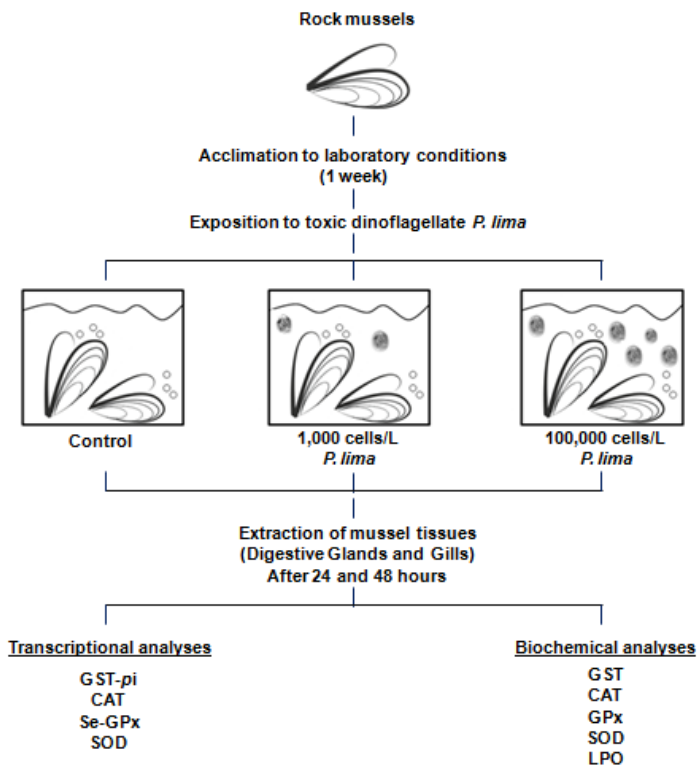 Rock mussels
Acclimation to laboratory conditions
(1 week)
Exposition to toxic dinoflagellate P. lima
Control
1,000 cells/L
P. lima
100,000 cells/L
P. lima
Extraction of mussel tissues
(Digestive Glands and Gills)
After 24 and 48 hours
Transcriptional analyses
GST-pi
CAT
Se-GPx
SOD
Biochemical analyses
GST
CAT
GPx
SOD
LPO